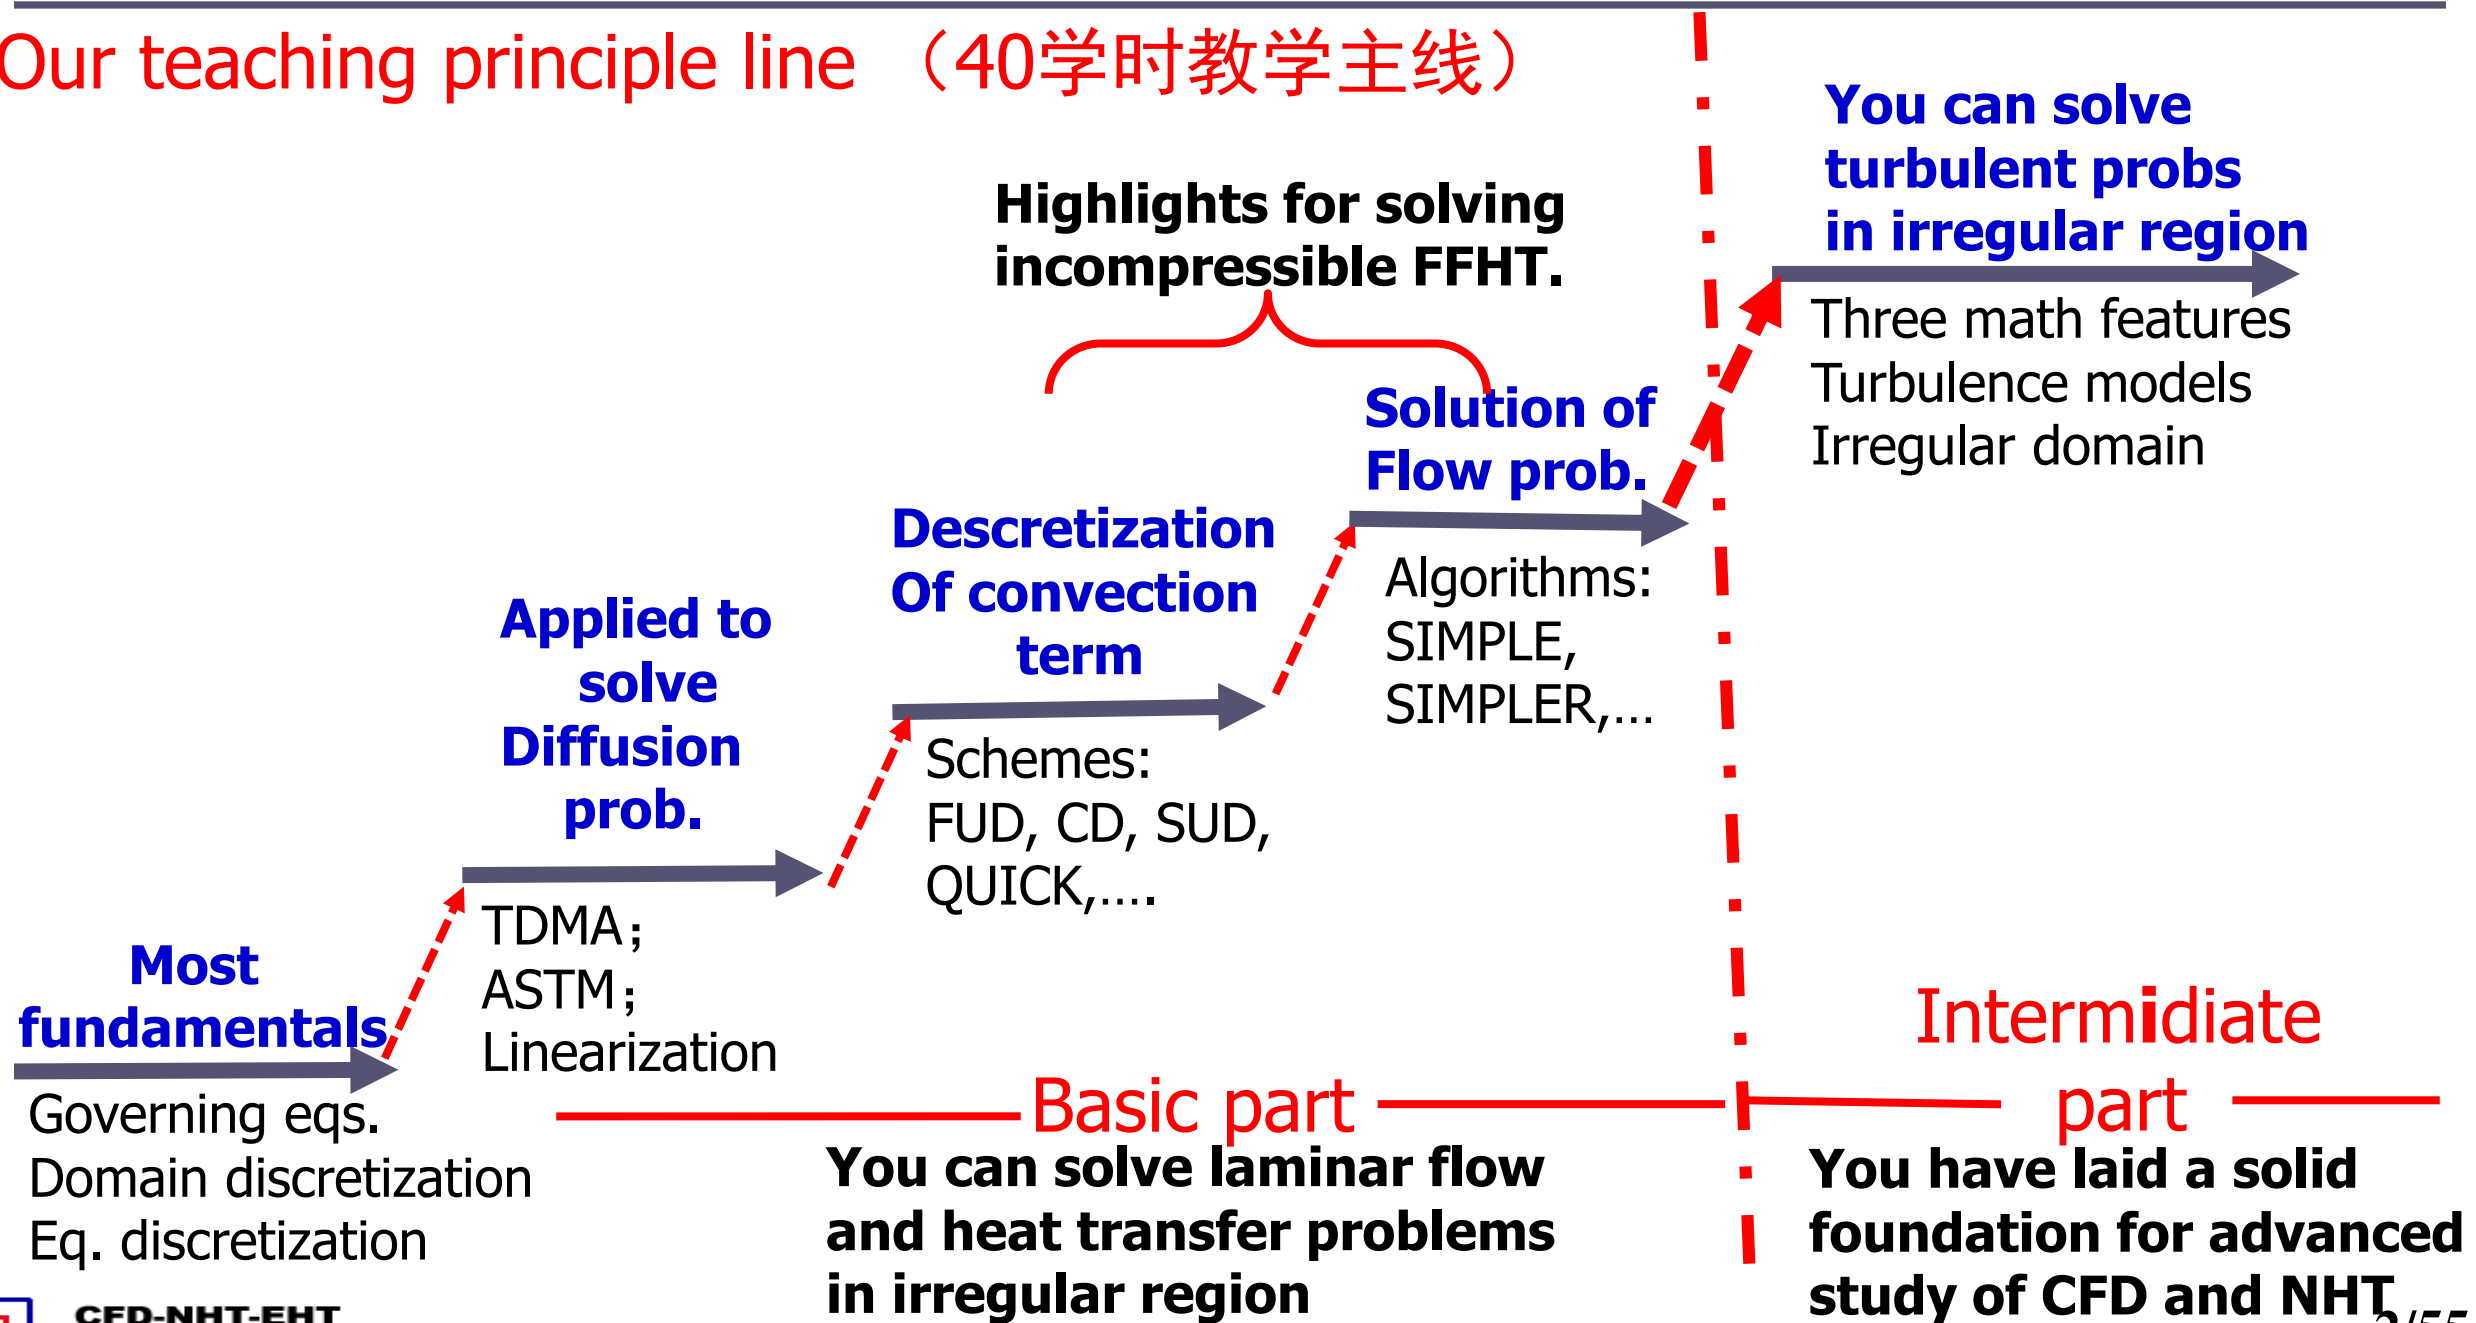 Our teaching principle line （40学时教学主线）
You can solve
turbulent probs
in irregular region
Three math features
Turbulence models
Irregular domain
Highlights for solving
incompressible FFHT.
Solution of
Flow prob.
Algorithms:
SIMPLE,
SIMPLER,...
Descretization
Of convection
term
Schemes:
FUD, CD, SUD,
QUICK,....
Applied to
solve
Diffusion
prob.
TDMA；
ASTM；
Linearization
Most
fundamentals
Governing eqs.
Domain discretization
Eq. discretization
Basic part
You can solve laminar flow
and heat transfer problems
in irregular region
Intermidiate
part
You have laid a solid
foundation for advanced
study of CFD and NHT
CFD-NHT-EHT